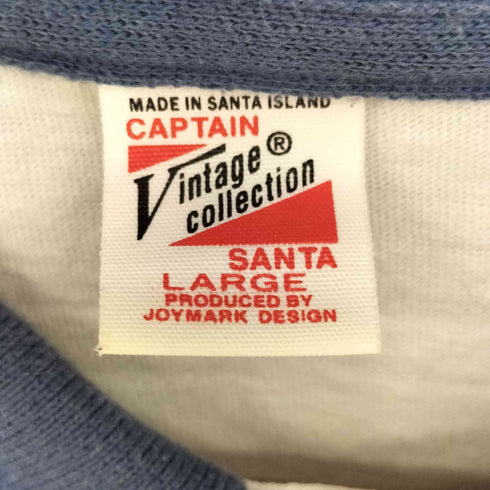 MADE IN SANTA ISLAND
CAPTAIN
Vintage®
collection
SANTA
LARGE
PRODUCED BY
JOYMARK DESIGN